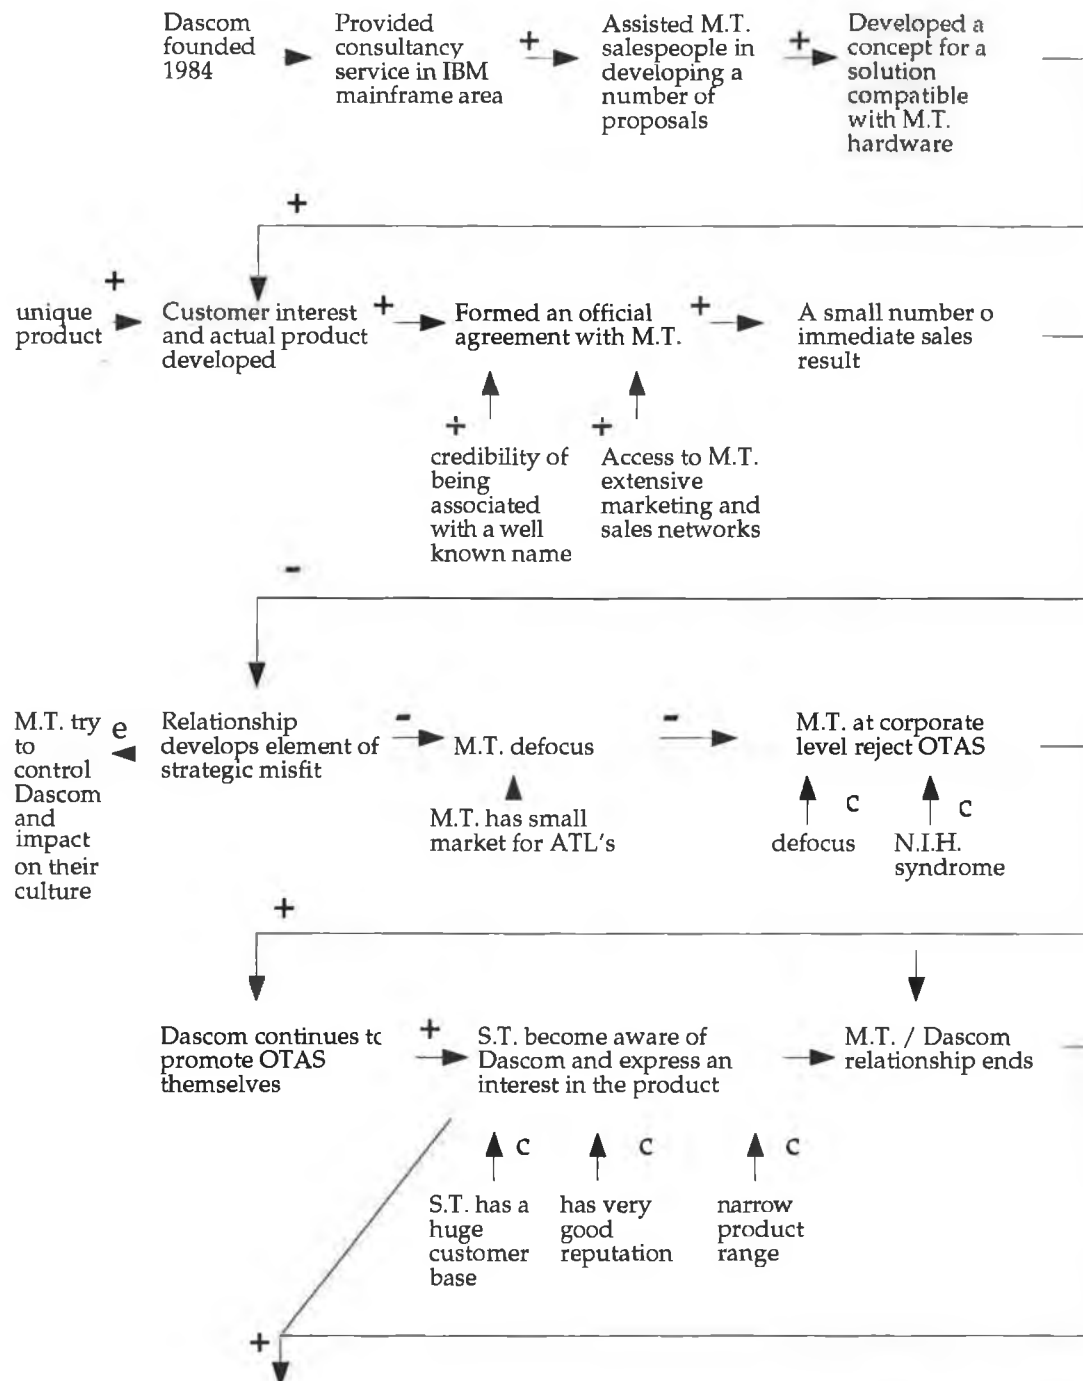 Dascom
founded
1984
Provided
consultancy
service in IBM
mainframe area
+
Assisted M.T.
salespeople in
developing a
number of
proposals
+
Developed a
concept for a
solution
compatible
with M.T.
hardware
+
unique
product
+
Customer interest
and actual product
developed
+
Formed an official
agreement with M.T.
+
A small number o
immediate sales
result
+
credibility of
being
associated
with a well
known name
+
Access to M.T.
extensive
marketing and
sales networks
-
M.T. try
to
control
Dascom
and
impact
on their
culture
e
Relationship
develops element of
strategic misfit
-
M.T. defocus
-
M.T. at corporate
level reject OTAS
M.T. has small
market for ATL's
c
defocus
c
N.I.H.
syndrome
+
Dascom continues to
promote OTAS
themselves
+
S.T. become aware of
Dascom and express an
interest in the product
M.T. / Dascom
relationship ends
c
S.T. has a
huge
customer
base
c
has very
good
reputation
c
narrow
product
range
+